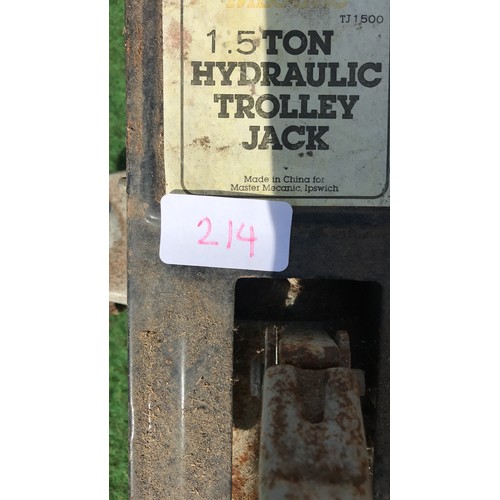 TJ1500
1.5 TON
HYDRAULIC
TROLLEY
JACK
Made in China for
Master Mecanic, Ipswich
214